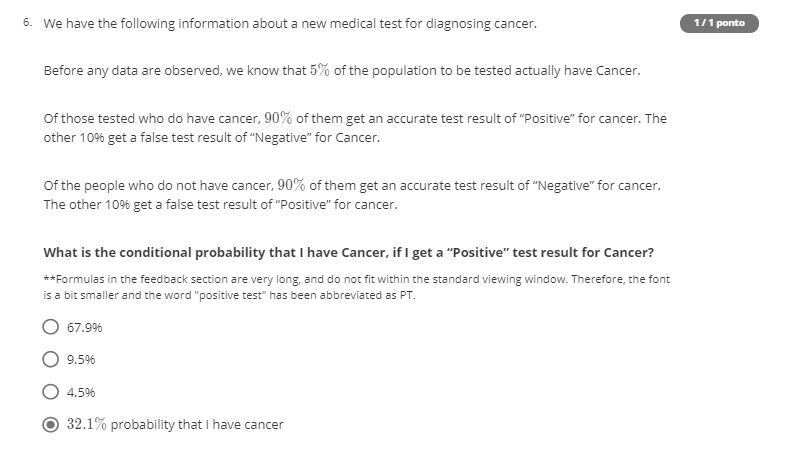 6. We have the following information about a new medical test for diagnosing cancer.
1 / 1 ponto
Before any data are observed, we know that 5% of the population to be tested actually have Cancer.
Of those tested who do have cancer, 90% of them get an accurate test result of "Positive" for cancer. The
other 10% get a false test result of "Negative" for Cancer.
Of the people who do not have cancer, 90% of them get an accurate test result of "Negative" for cancer.
The other 10% get a false test result of "Positive" for cancer.
What is the conditional probability that I have Cancer, if I get a "Positive" test result for Cancer?
**Formulas in the feedback section are very long, and do not fit within the standard viewing window. Therefore, the font
is a bit smaller and the word "positive test" has been abbreviated as PT.
67.9%
9.5%
4.5%
32.1% probability that I have cancer